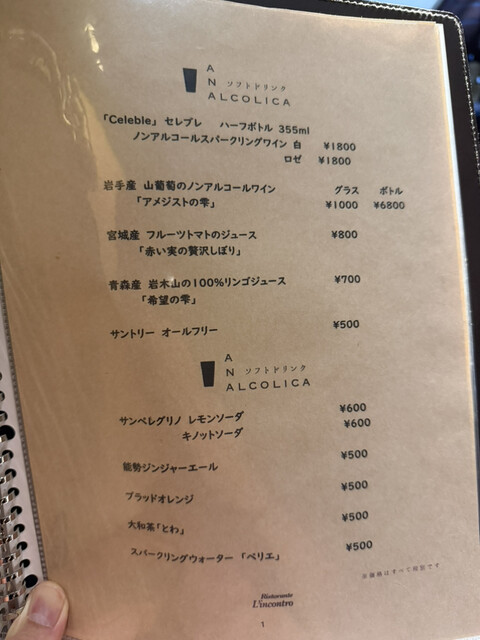 A
N ソフトドリンク
ALCOLICA
「Celeble」 セレブレ ハーフボトル 355ml
ノンアルコールスパークリングワイン 白 ¥1800
ロゼ ¥1800
岩手産 山葡萄のノンアルコールワイン グラス ボトル
「アメジストの雫」 ¥1000 ¥6800
宮城産 フルーツトマトのジュース ¥800
「赤い実の贅沢しぼり」
青森産 岩木山の100%リンゴジュース ¥700
「希望の雫」
サントリー オールフリー ¥500
A
N ソフトドリンク
ALCOLICA
サンペレグリノ レモンソーダ ¥600
キノットソーダ ¥600
能勢ジンジャーエール ¥500
ブラッドオレンジ ¥500
大和茶「とわ」 ¥500
スパークリングウォーター 「ペリエ」 ¥500
※価格はすべて税別です
Ristorante
L'incontro
1